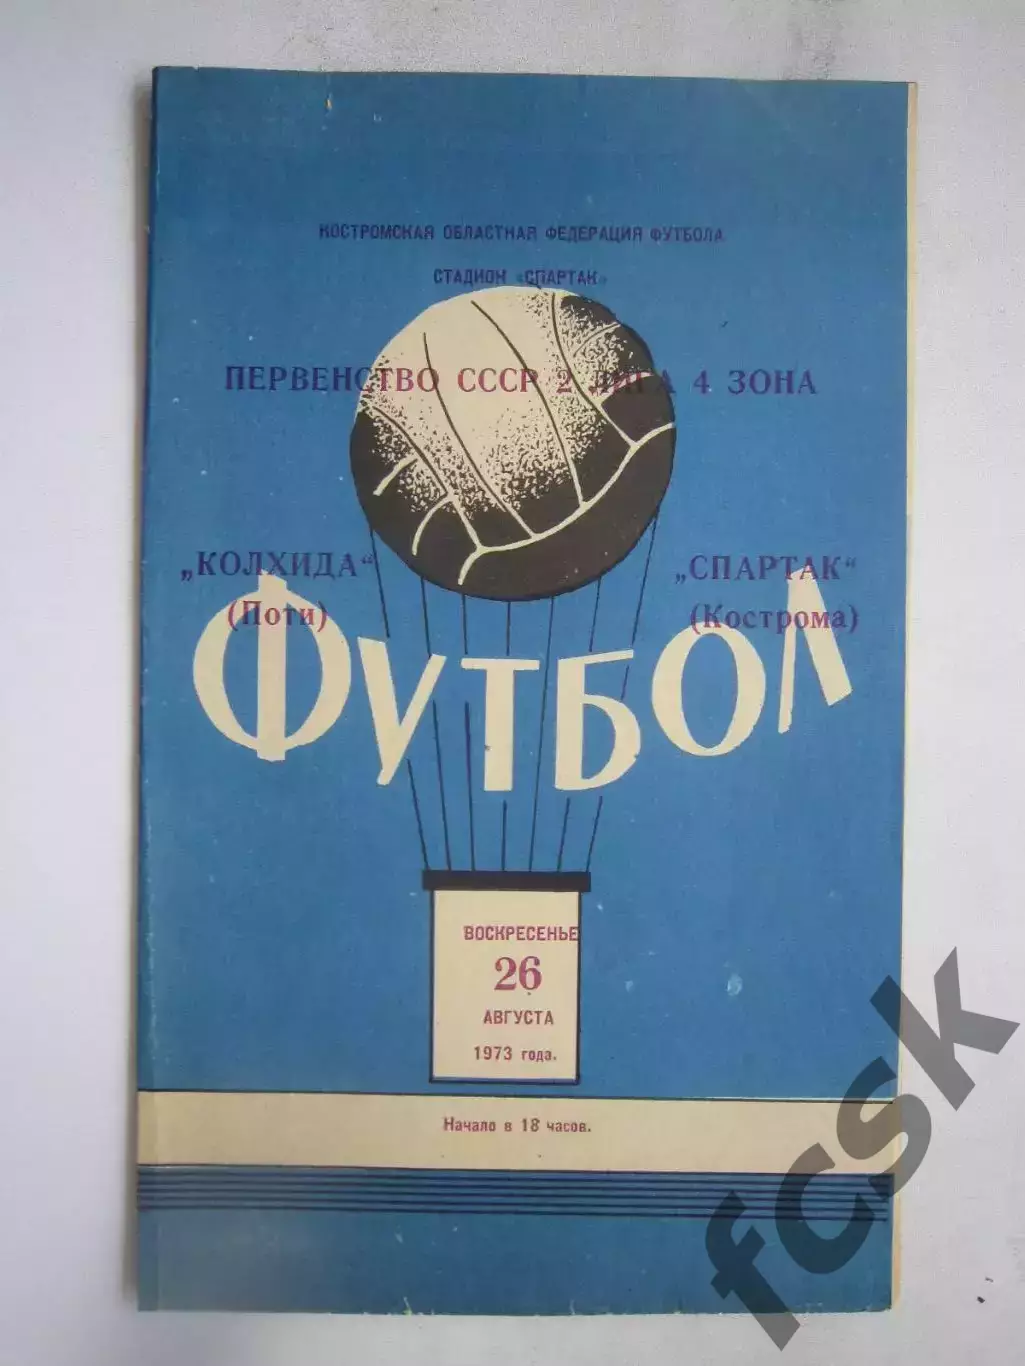 КОСТРОМСКАЯ ОБЛАСТНАЯ ФЕДЕРАЦИЯ ФУТБОЛА
СТАДИОН «СПАРТАК»
ПЕРВЕНСТВО СССР 2 ЛИГА 4 ЗОНА
„КОЛХИДА“ „СПАРТАК“
(Поти) (Кострома)
ФУТБОЛ
ВОСКРЕСЕНЬЕ
26
АВГУСТА
1973 года.
Начало в 18 часов.
fcsk